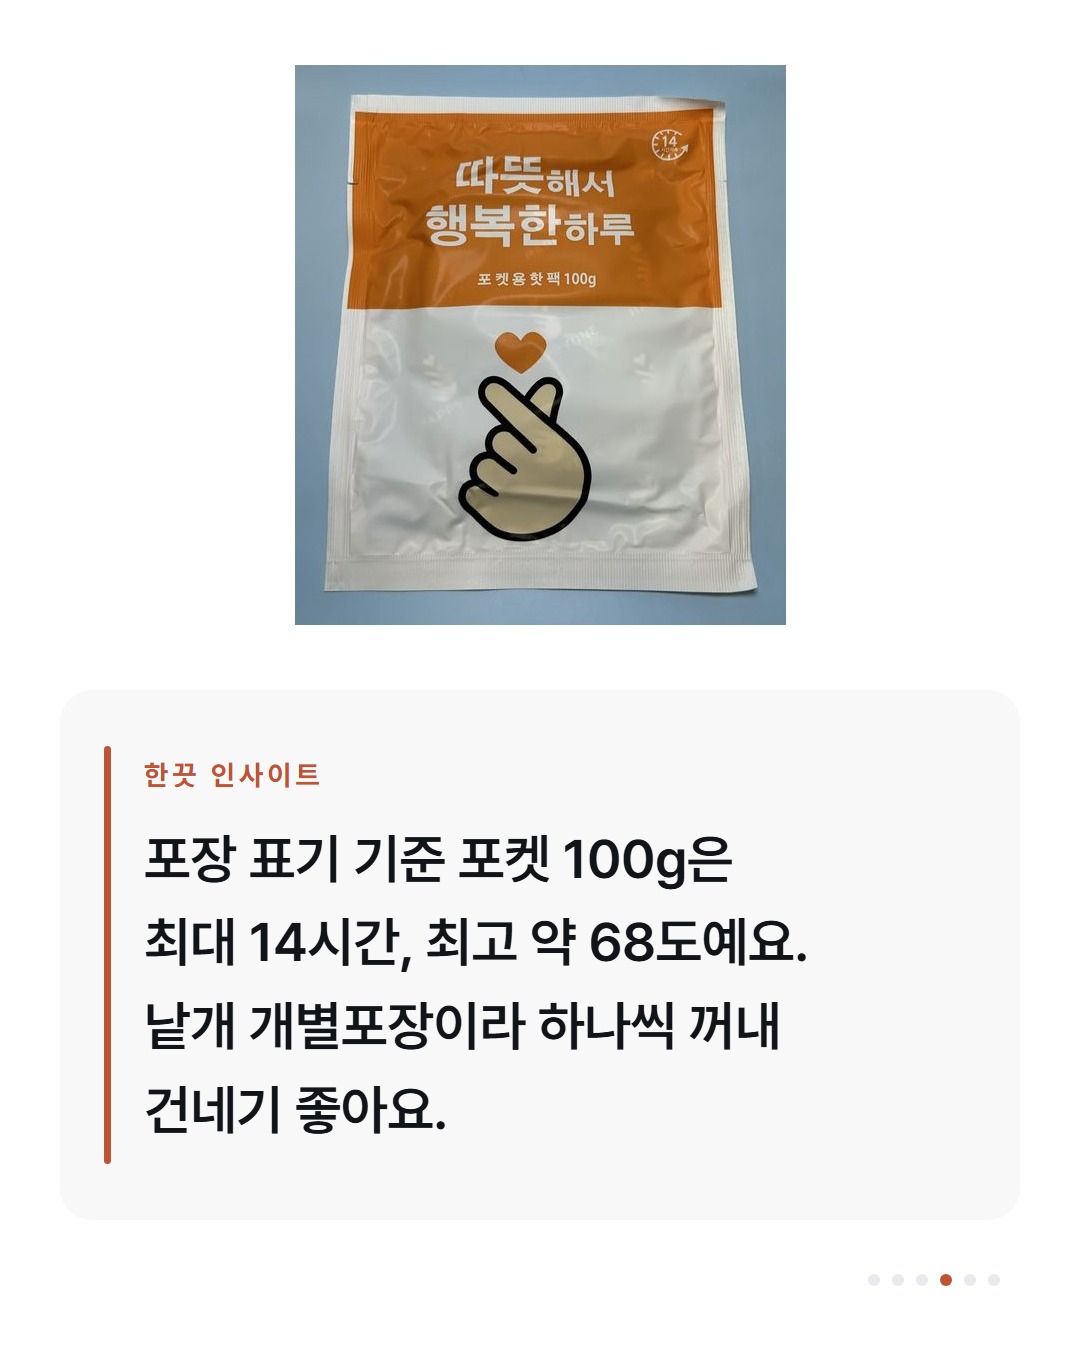 14
따뜻해서
행복한하루
포켓용핫팩100g
한끗 인사이트
포장 표기 기준 포켓 100g은
최대 14시간, 최고 약 68도예요.
낱개 개별포장이라 하나씩 꺼내
건네기 좋아요.